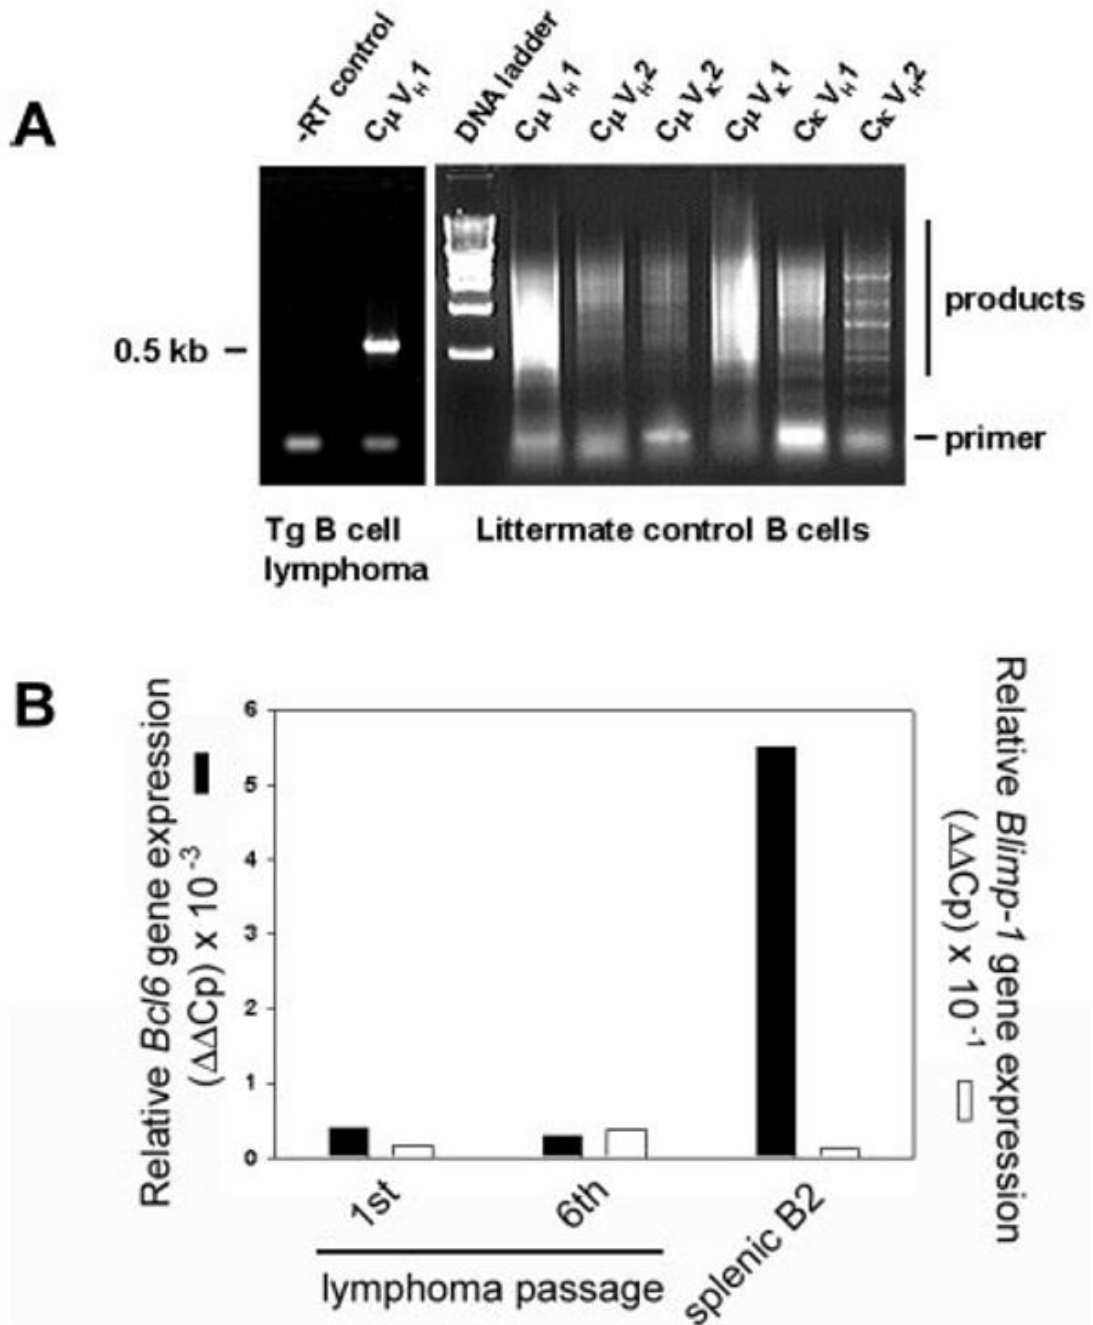 A
-RT control
Cμ VH1
DNA ladder
Cμ VH1
Cμ VH2
Cμ VK2
Cμ VK1
Cκ VH1
Cκ VH2
0.5 kb
products
primer
Tg B cell
lymphoma
Littermate control B cells
B
Relative Bcl6 gene expression
(ΔΔCp) x 10-3
6
5
4
3
2
1
0
Relative Blimp-1 gene expression
(ΔΔCp) x 10-1
1st
6th
splenic B2
lymphoma passage